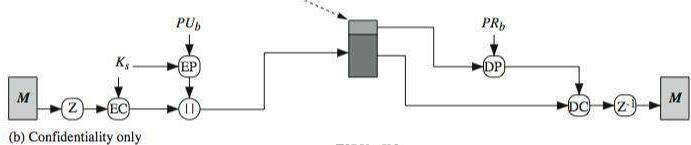 PUb PRb
Ks EP DP
M Z EC || DC Z-1 M
(b) Confidentiality only